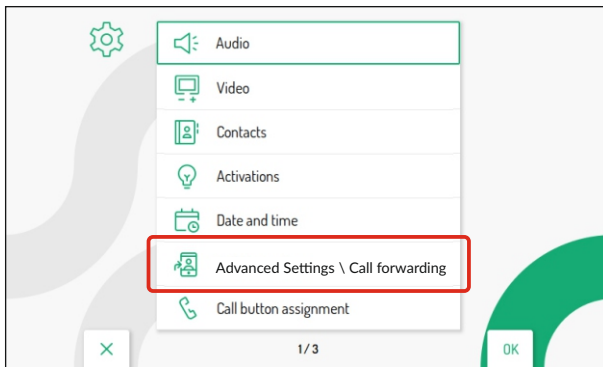 Audio
Video
Contacts
Activations
Date and time
Advanced Settings \ Call forwarding
Call button assignment
1/3
OK